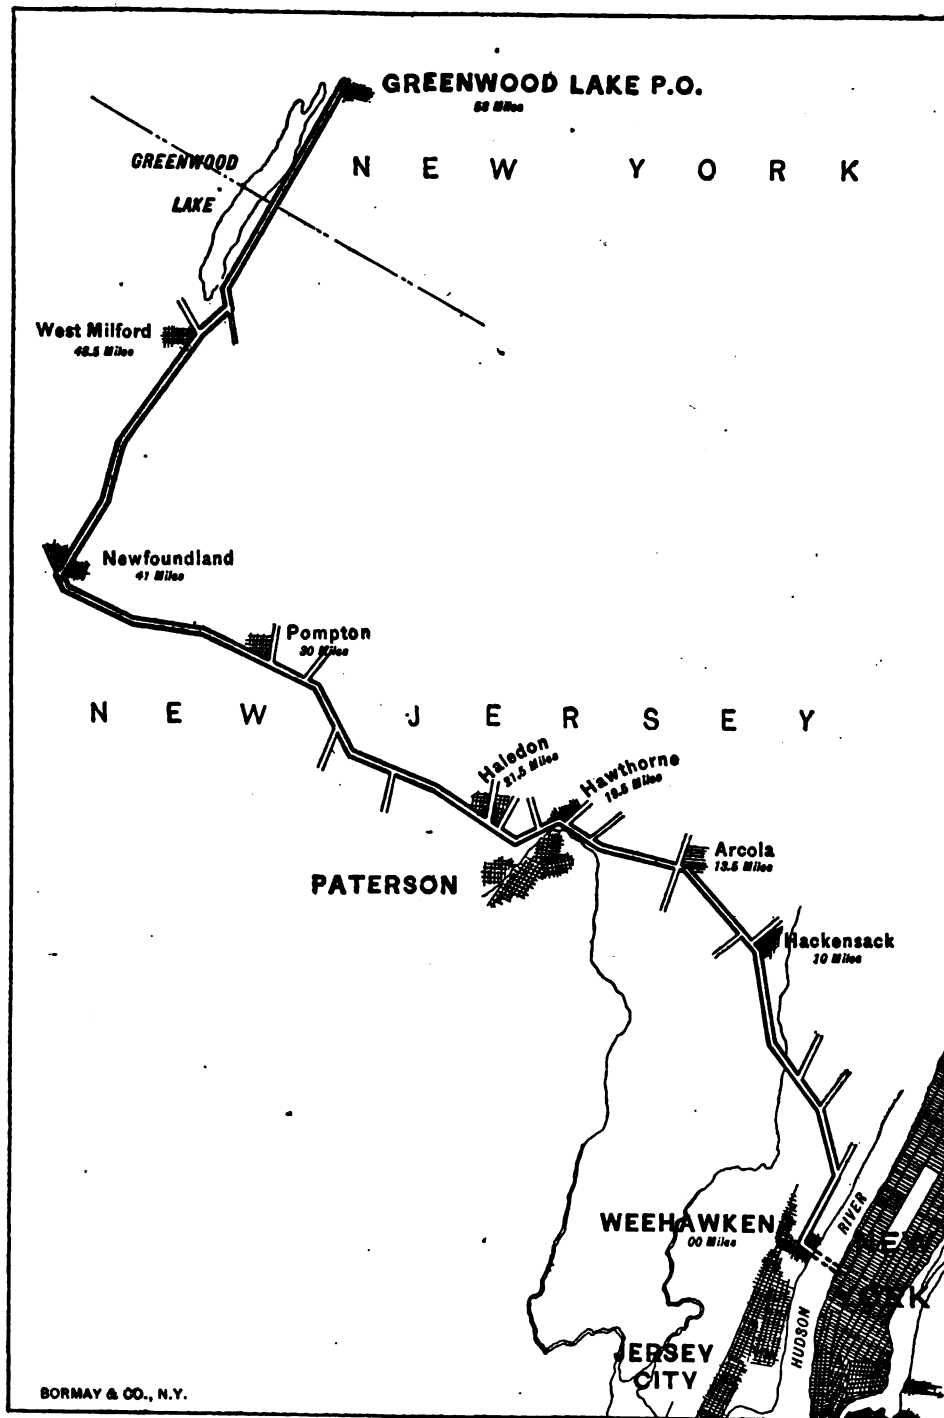 GREENWOOD LAKE P.O.
53 Miles
GREENWOOD
LAKE
NEW YORK
West Milford
48.5 Miles
Newfoundland
41 Miles
Pompton
30 Miles
NEW JERSEY
Haledon
21.5 Miles
Hawthorne
19.5 Miles
PATERSON
Arcola
13.5 Miles
Hackensack
10 Miles
WEEHAWKEN
00 Miles
RIVER
HUDSON
NEW
YORK
JERSEY
CITY
BORMAY & CO., N.Y.